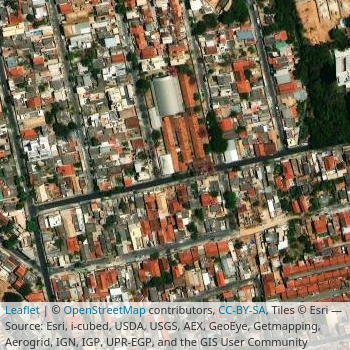 Leaflet | © OpenStreetMap contributors, CC-BY-SA, Tiles © Esri —
Source: Esri, i-cubed, USDA, USGS, AEX, GeoEye, Getmapping,
Aerogrid, IGN, IGP, UPR-EGP, and the GIS User Community